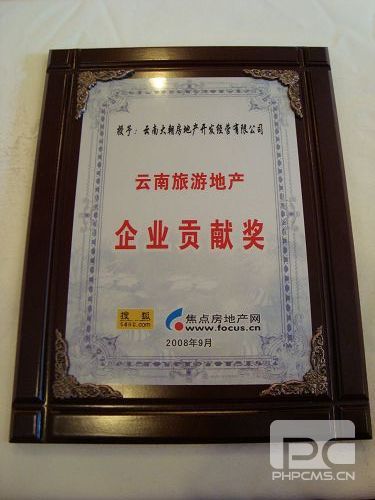 授予：云南大朝房地产开发经营有限公司
云南旅游地产
企业贡献奖
搜狐
焦点房地产网
www.focus.cn
2008年9月
PC
PHPCMS.CN